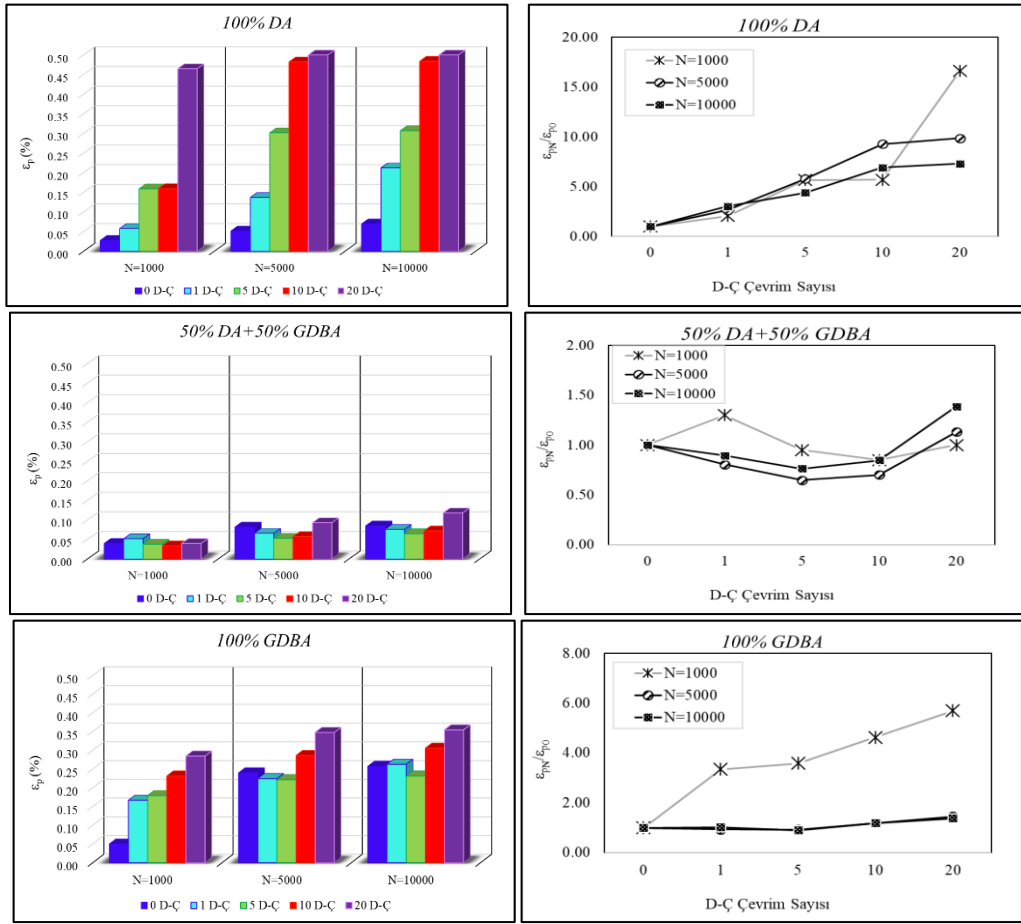 100% DA
0.50
0.45
0.40
0.35
0.30
0.25
0.20
0.15
0.10
0.05
0.00
εp (%)
N=1000 N=5000 N=10000
0 D-Ç 1 D-Ç 5 D-Ç 10 D-Ç 20 D-Ç
100% DA
20.00
15.00
10.00
5.00
0.00
εPN/εPO
N=1000
N=5000
N=10000
0 1 5 10 20
D-Ç Çevrim Sayısı
50% DA+50% GDBA
0.50
0.45
0.40
0.35
0.30
0.25
0.20
0.15
0.10
0.05
0.00
εp (%)
N=1000 N=5000 N=10000
0 D-Ç 1 D-Ç 5 D-Ç 10 D-Ç 20 D-Ç
50% DA+50% GDBA
2.00
1.50
1.00
0.50
0.00
εPN/εPO
N=1000
N=5000
N=10000
0 1 5 10 20
D-Ç Çevrim Sayısı
100% GDBA
0.50
0.45
0.40
0.35
0.30
0.25
0.20
0.15
0.10
0.05
0.00
εp (%)
N=1000 N=5000 N=10000
0 D-Ç 1 D-Ç 5 D-Ç 10 D-Ç 20 D-Ç
100% GDBA
8.00
6.00
4.00
2.00
0.00
εPN/εPO
N=1000
N=5000
N=10000
0 1 5 10 20
D-Ç Çevrim Sayısı